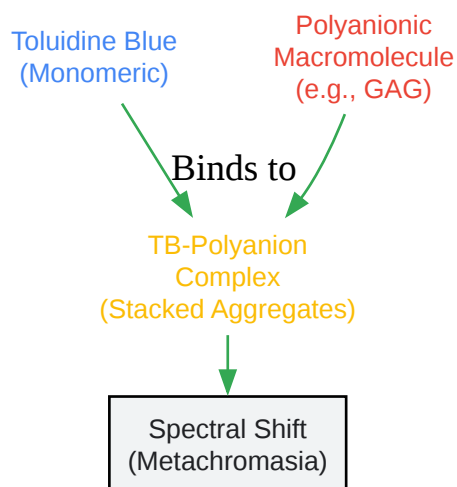 Toluidine Blue
(Monomeric)
Polyanionic
Macromolecule
(e.g., GAG)
Binds to
TB-Polyanion
Complex
(Stacked Aggregates)
Spectral Shift
(Metachromasia)